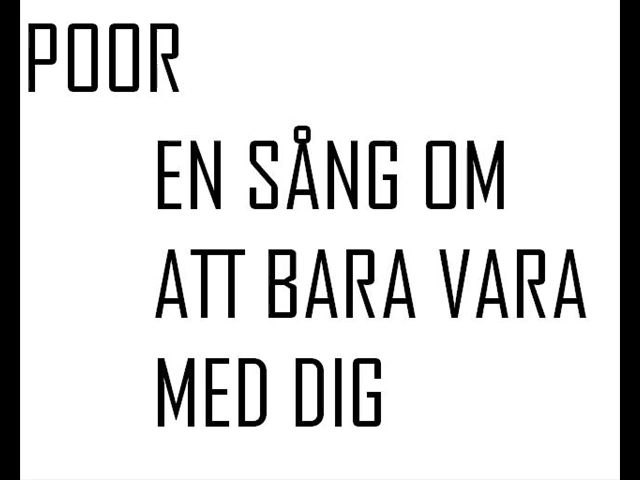 POOR
EN SÅNG OM
ATT BARA VARA
MED DIG